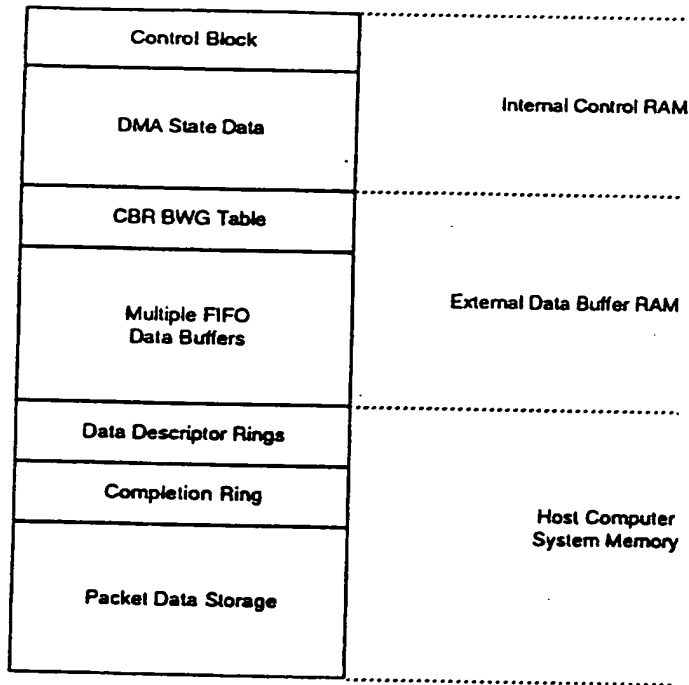 Control Block
DMA State Data
Internal Control RAM
CBR BWG Table
Multiple FIFO
Data Buffers
External Data Buffer RAM
Data Descriptor Rings
Completion Ring
Host Computer
System Memory
Packet Data Storage